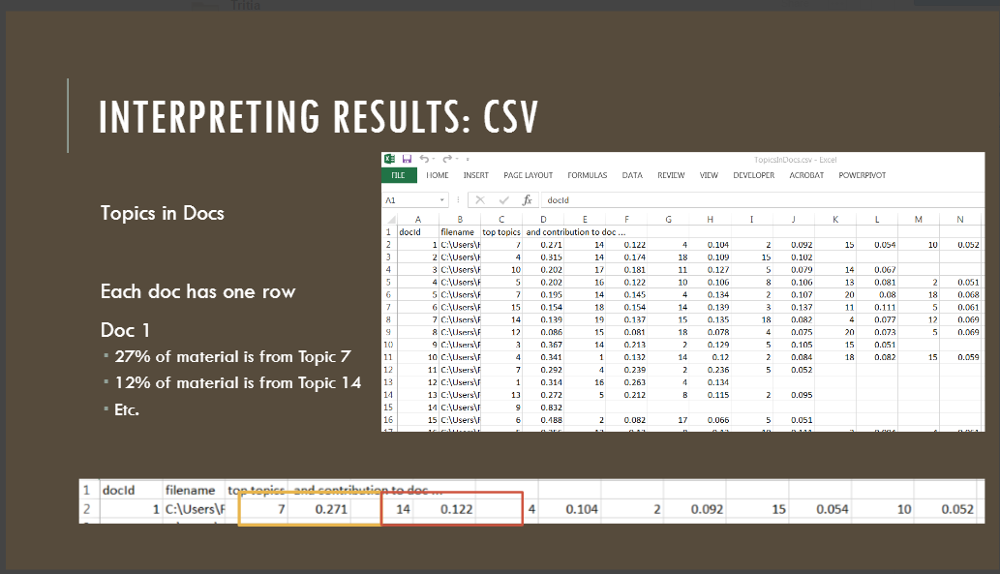 Tritia
INTERPRETING RESULTS: CSV
Topics in Docs
Each doc has one row
Doc 1
27% of material is from Topic 7
12% of material is from Topic 14
Etc.
TopicsInDocs.csv - Excel
FILE HOME INSERT PAGE LAYOUT FORMULAS DATA REVIEW VIEW DEVELOPER ACROBAT POWERPIVOT
A1 fx docId
A B C D E F G H I J K L M N
1 docId filename top topics and contribution to doc ...
2 1 C:\Users\F 7 0.271 14 0.122 4 0.104 2 0.092 15 0.054 10 0.052
3 2 C:\Users\F 4 0.315 14 0.174 18 0.109 15 0.102
4 3 C:\Users\F 10 0.202 17 0.181 11 0.127 5 0.079 14 0.067
5 4 C:\Users\F 5 0.202 16 0.122 10 0.106 8 0.106 13 0.081 2 0.051
6 5 C:\Users\F 7 0.195 14 0.145 4 0.134 2 0.107 20 0.08 18 0.068
7 6 C:\Users\F 15 0.154 18 0.154 14 0.139 3 0.137 11 0.111 5 0.061
8 7 C:\Users\F 14 0.139 19 0.137 15 0.135 18 0.082 4 0.077 12 0.069
9 8 C:\Users\F 12 0.086 15 0.081 18 0.078 4 0.075 20 0.073 5 0.069
10 9 C:\Users\F 3 0.367 14 0.213 2 0.129 5 0.105 15 0.051
11 10 C:\Users\F 4 0.341 1 0.132 14 0.12 2 0.084 18 0.082 15 0.059
12 11 C:\Users\F 7 0.292 4 0.239 2 0.236 5 0.052
13 12 C:\Users\F 1 0.314 16 0.263 4 0.134
14 13 C:\Users\F 13 0.272 5 0.212 8 0.115 2 0.095
15 14 C:\Users\F 9 0.832
16 15 C:\Users\F 6 0.488 2 0.082 17 0.066 5 0.051
1 docId filename top topics and contribution to doc ...
2 1 C:\Users\F 7 0.271 14 0.122 4 0.104 2 0.092 15 0.054 10 0.052